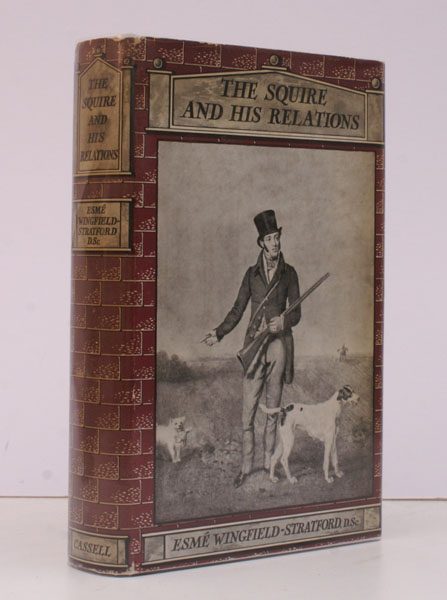 THE
SQUIRE
AND
HIS
RELATIONS
ESMÉ
WINGFIELD-
STRATFORD
D.Sc.
CASSELL
THE SQUIRE
AND HIS RELATIONS
ESMÉ WINGFIELD-STRATFORD, D.Sc.